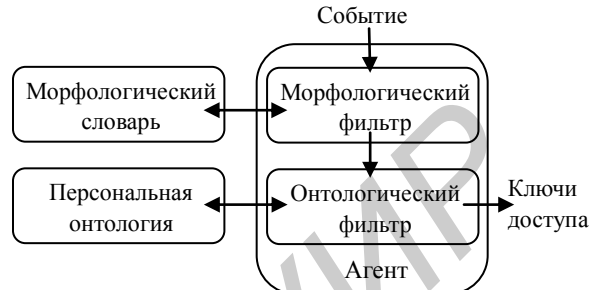 Событие
Морфологический
словарь
Морфологический
фильтр
Персональная
онтология
Онтологический
фильтр
Ключи
доступа
Агент